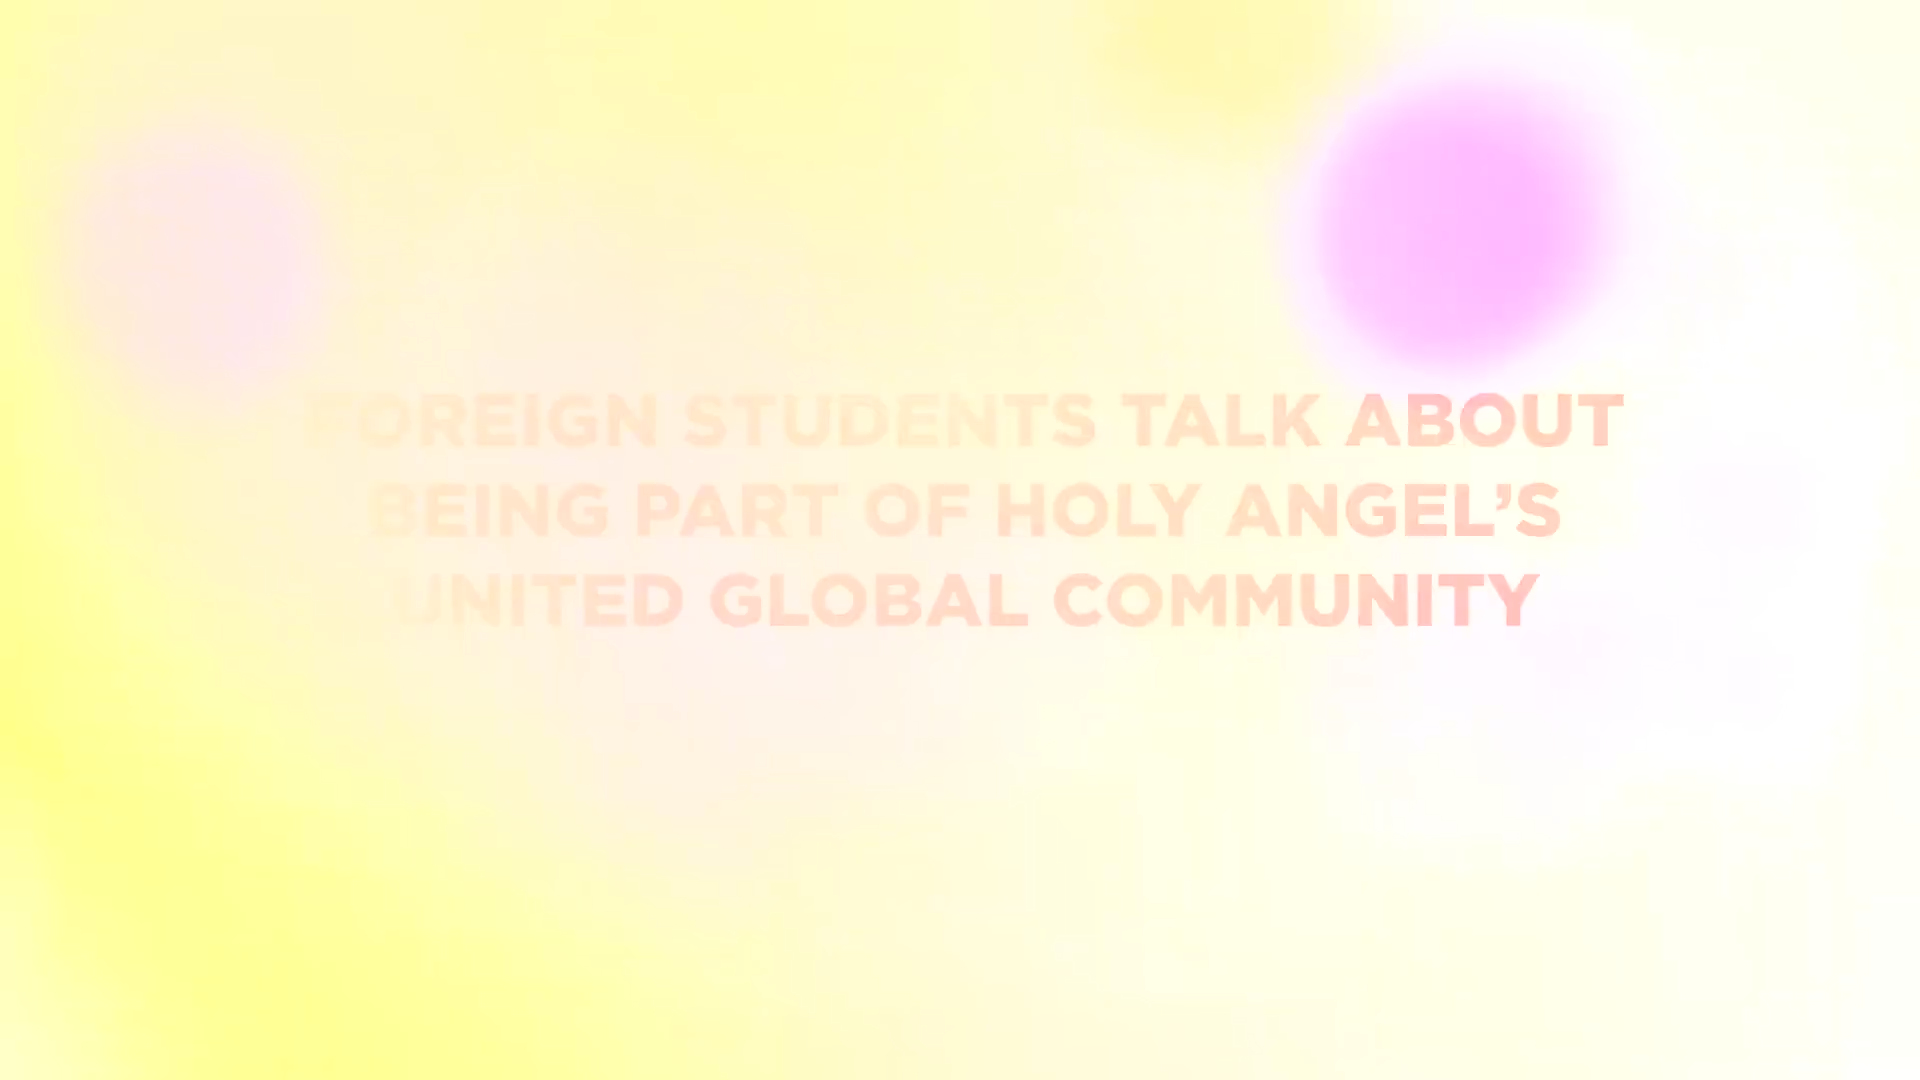 FOREIGN STUDENTS TALK ABOUT
BEING PART OF HOLY ANGEL’S
UNITED GLOBAL COMMUNITY